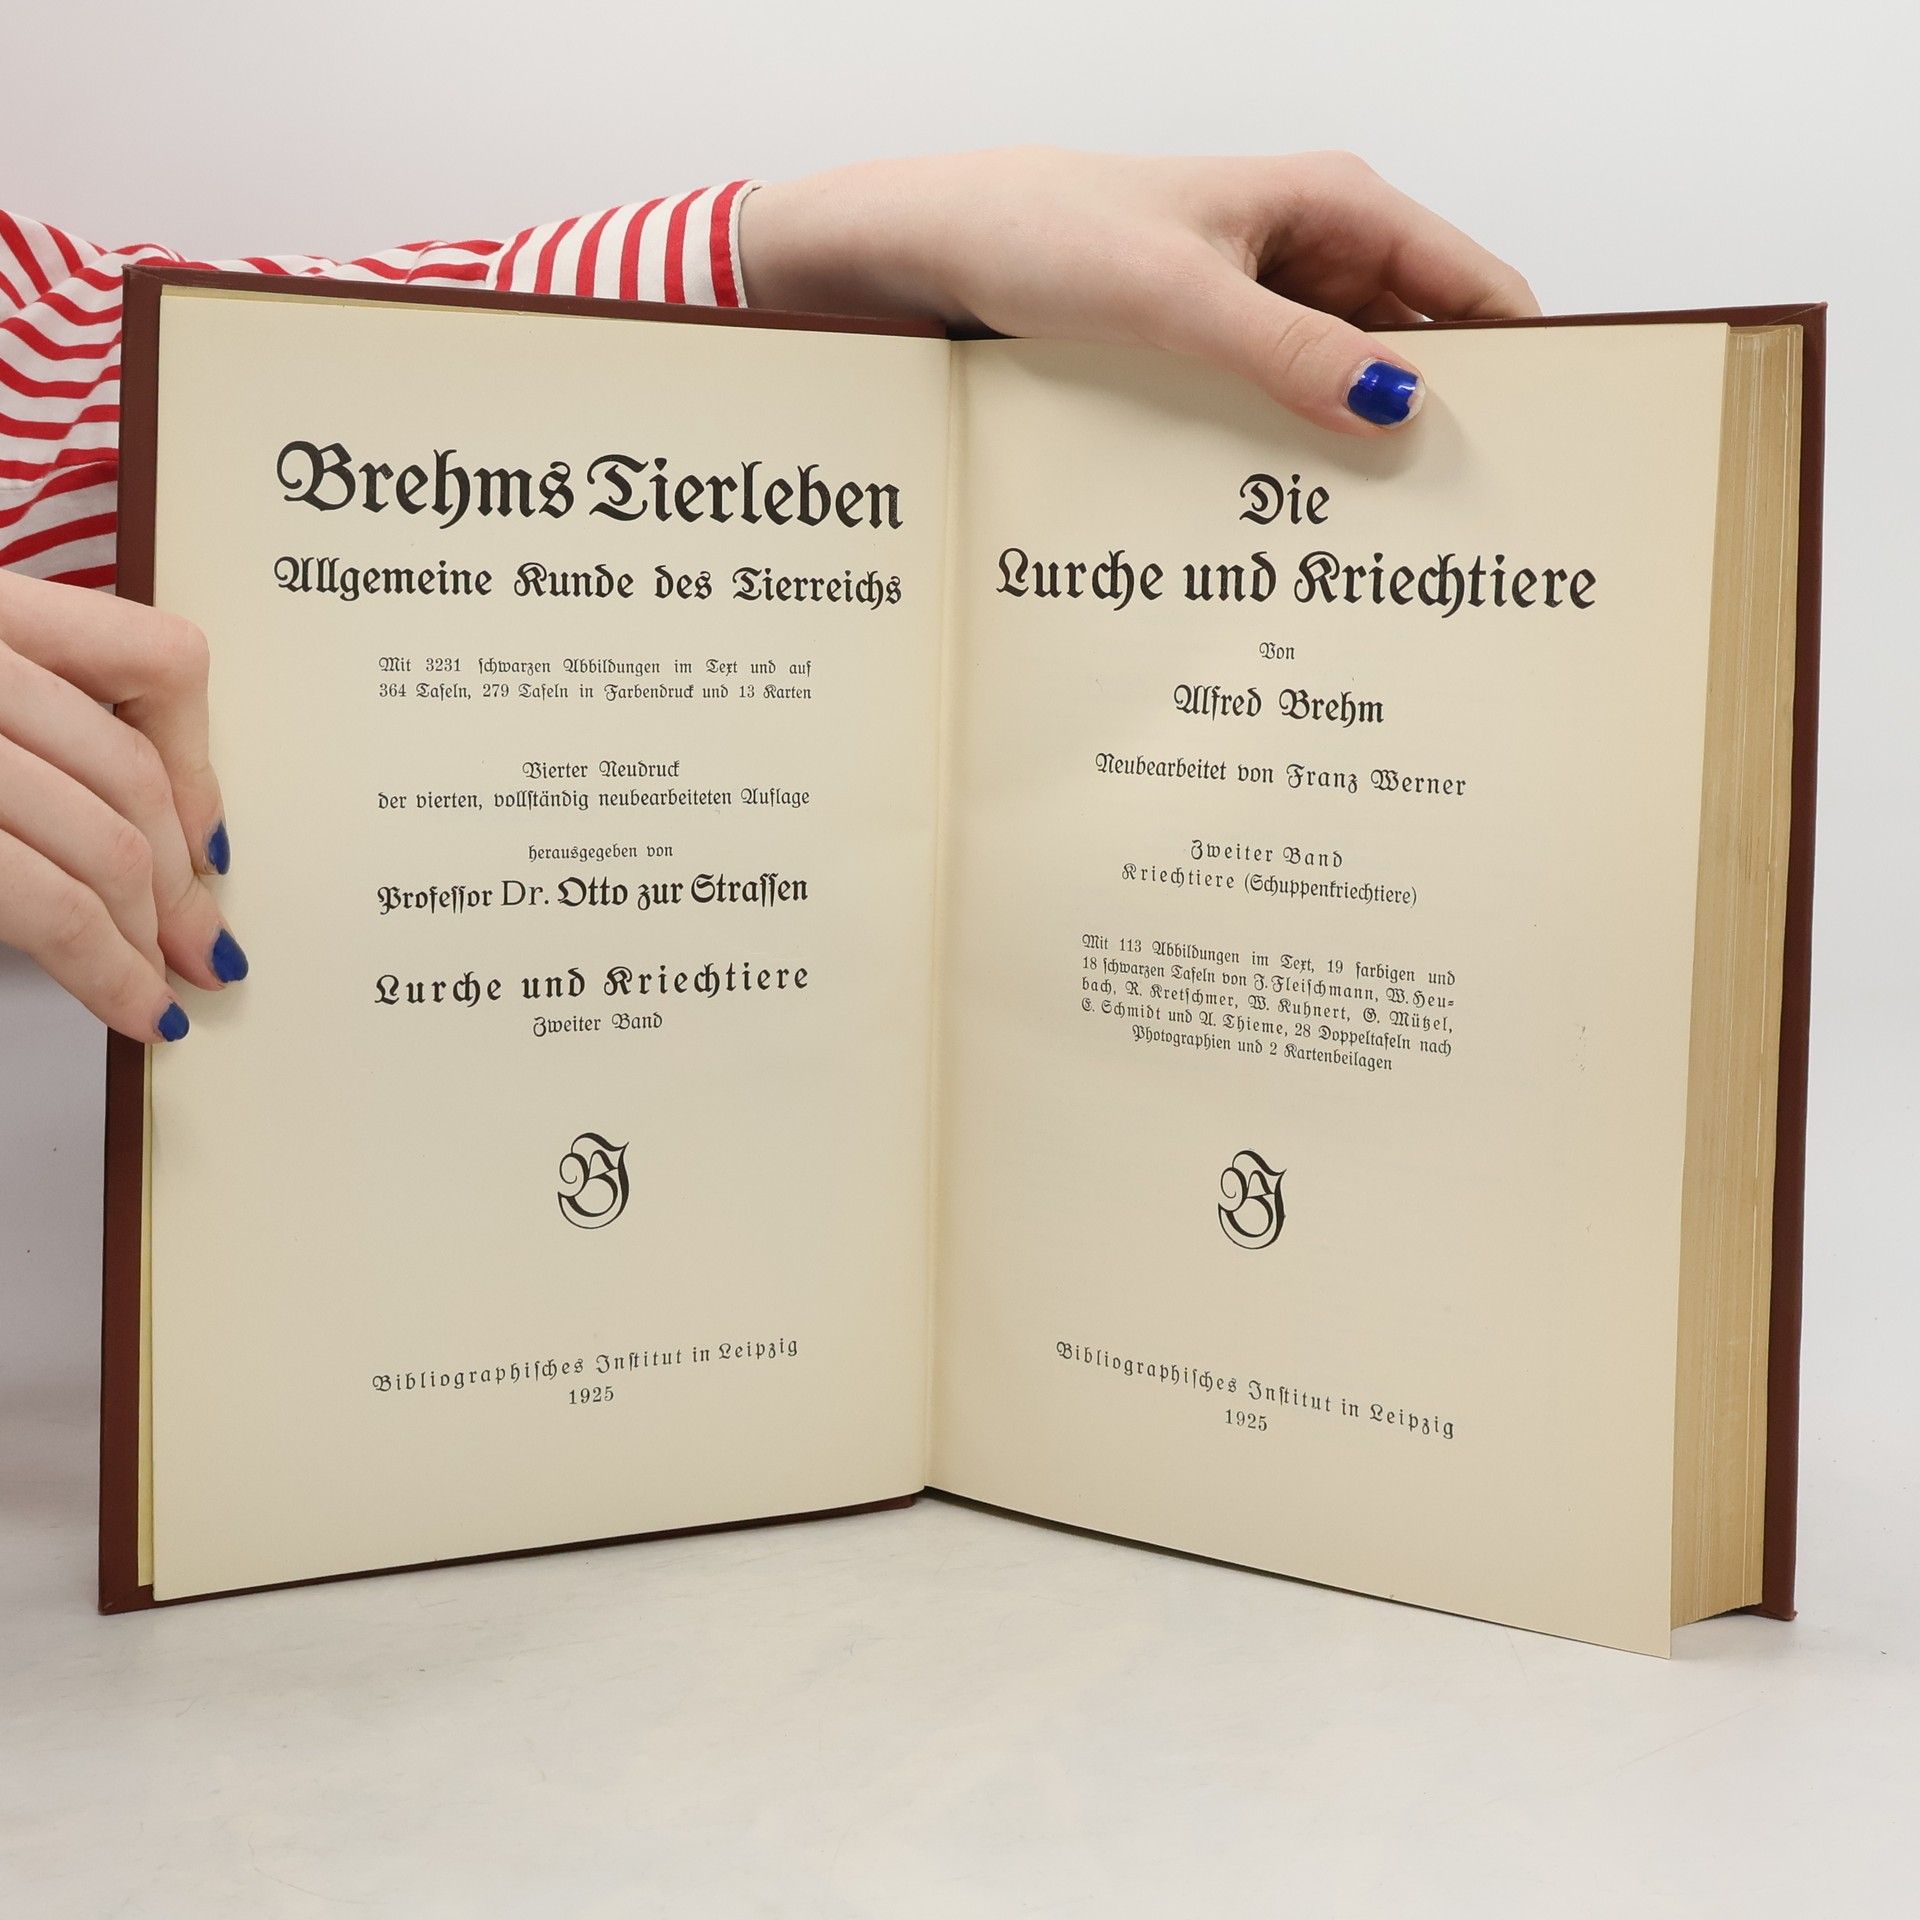 Brehms Tierleben
Allgemeine Kunde des Tierreichs
Mit 3231 schwarzen Abbildungen im Text und auf
364 Tafeln, 279 Tafeln in Farbendruck und 13 Karten
Vierter Neudruck
der vierten, vollständig neubearbeiteten Auflage
herausgegeben von
Professor Dr. Otto zur Strassen
Lurche und Kriechtiere
Zweiter Band
BI
Bibliographisches Institut in Leipzig
1925
Die
Lurche und Kriechtiere
Von
Alfred Brehm
Neubearbeitet von Franz Werner
Zweiter Band
Kriechtiere (Schuppenkriechtiere)
Mit 113 Abbildungen im Text, 19 farbigen und
18 schwarzen Tafeln von J. Fleischmann, W. Heu-
bach, R. Kretschmer, W. Kuhnert, G. Mützel,
E. Schmidt und A. Thieme, 28 Doppeltafeln nach
Photographien und 2 Kartenbeilagen
BI
Bibliographisches Institut in Leipzig
1925